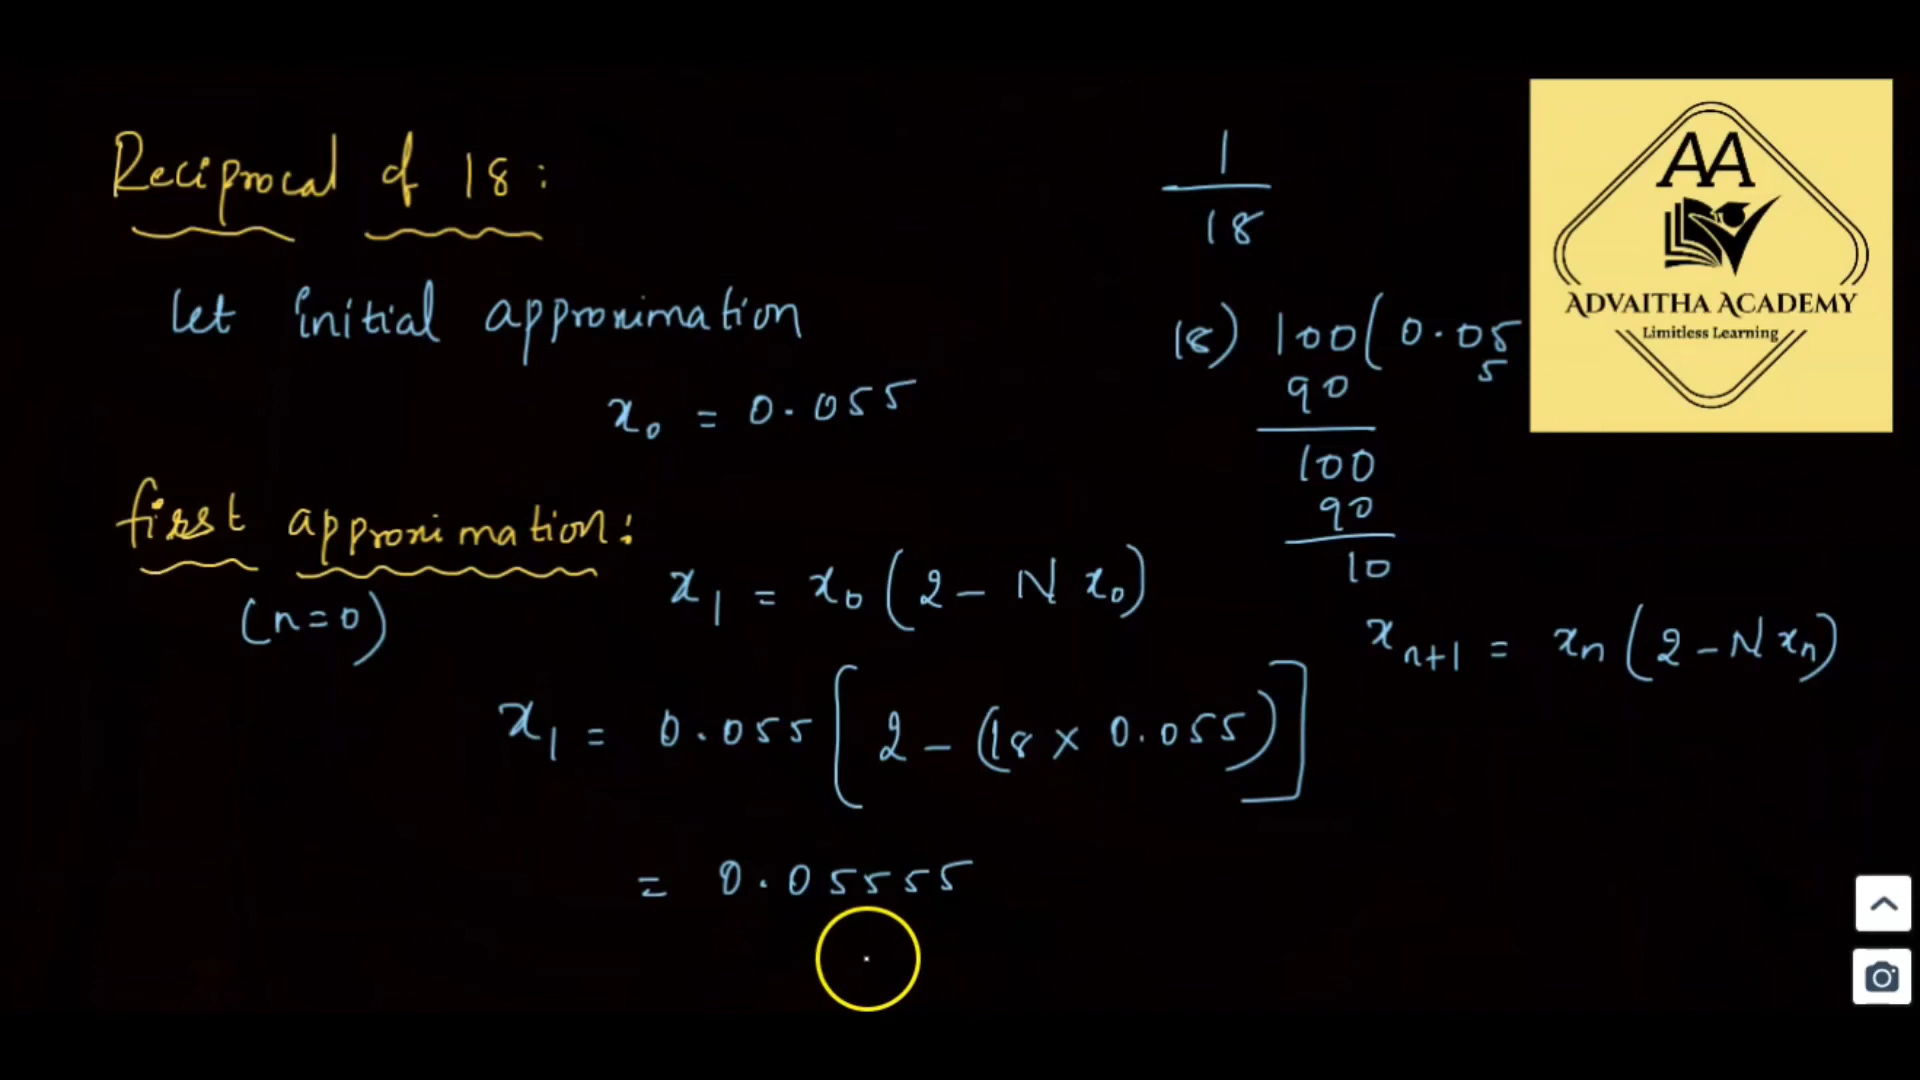 Reciprocal of 18:
1
18
Let initial approximation
x₀ = 0.055
18) 100 (0.05
5
90
100
90
10
first approximation:
(n=0)
x₁ = x₀ (2 - N x₀)
xₙ₊₁ = xₙ (2 - N xₙ)
x₁ = 0.055 [2 - (18 × 0.055)]
= 0.05555
AA
ADVAITHA ACADEMY
Limitless Learning